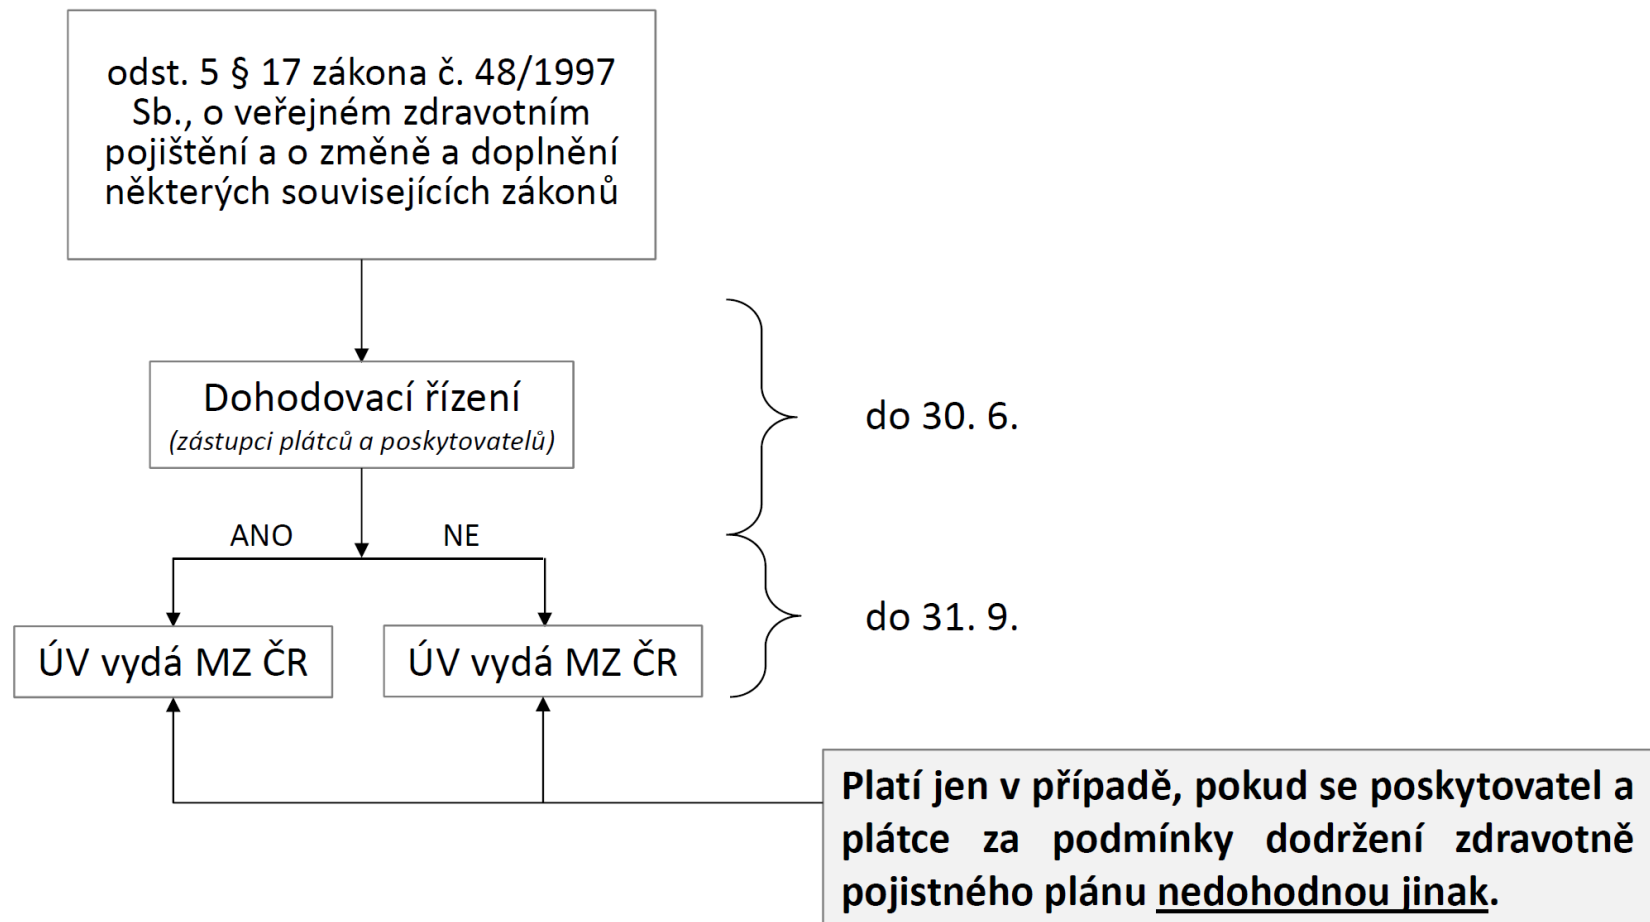 odst. 5 § 17 zákona č. 48/1997
Sb., o veřejném zdravotním
pojištění a o změně a doplnění
některých souvisejících zákonů
Dohodovací řízení
(zástupci plátců a poskytovatelů)
do 30. 6.
ANO
NE
ÚV vydá MZ ČR
ÚV vydá MZ ČR
do 31. 9.
Platí jen v případě, pokud se poskytovatel a
plátce za podmínky dodržení zdravotně
pojistného plánu nedohodnou jinak.